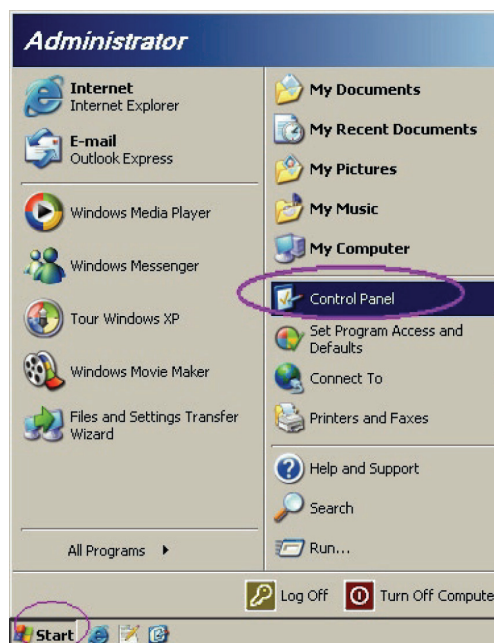 Administrator
Internet
Internet Explorer
E-mail
Outlook Express
Windows Media Player
Windows Messenger
Tour Windows XP
Windows Movie Maker
Files and Settings Transfer
Wizard
All Programs
My Documents
My Recent Documents
My Pictures
My Music
My Computer
Control Panel
Set Program Access and
Defaults
Connect To
Printers and Faxes
Help and Support
Search
Run...
Log Off
Turn Off Compute
Start